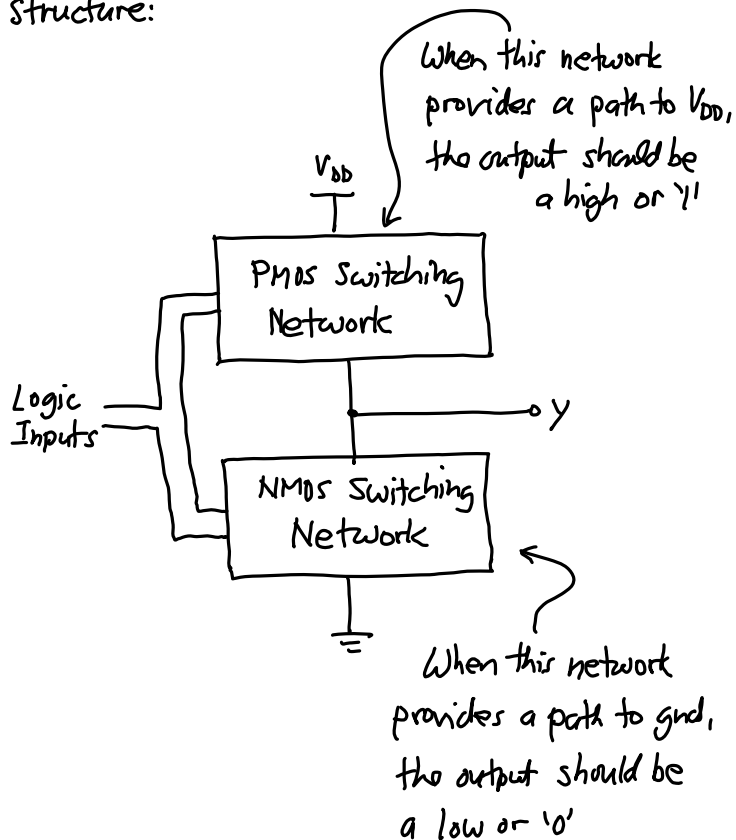 Structure:
When this network
provides a path to VDD,
the output should be
a high or '1'
VDD
PMOS Switching
Network
Logic
Inputs
Y
NMOS Switching
Network
When this network
provides a path to gnd,
the output should be
a low or '0'